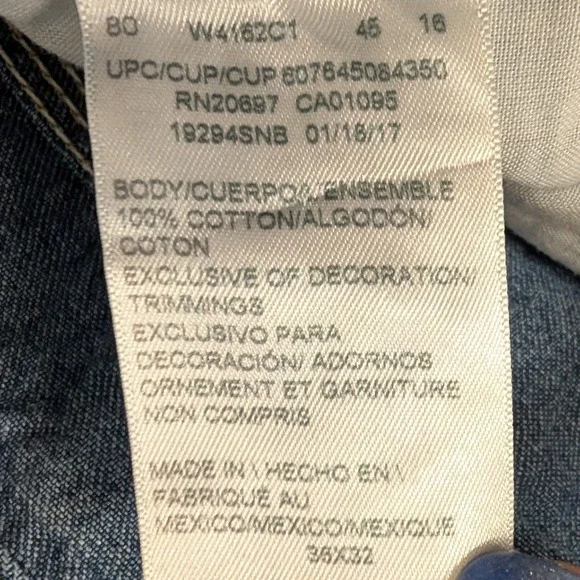 BO W4162C1 45 16
UPC/CUP/CUP 607645084350
RN20697 CA01095
19294SNB 01/18/17
BODY/CUERPO/L'ENSEMBLE
100% COTTON/ALGODÓN/
COTON
EXCLUSIVE OF DECORATION/
TRIMMINGS
EXCLUSIVO PARA
DECORACIÓN/ ADORNOS
ORNEMENT ET GARNITURE
NON COMPRIS
MADE IN \ HECHO EN \
FABRIQUÉ AU
MEXICO/MEXICO/MEXIQUE
36X32